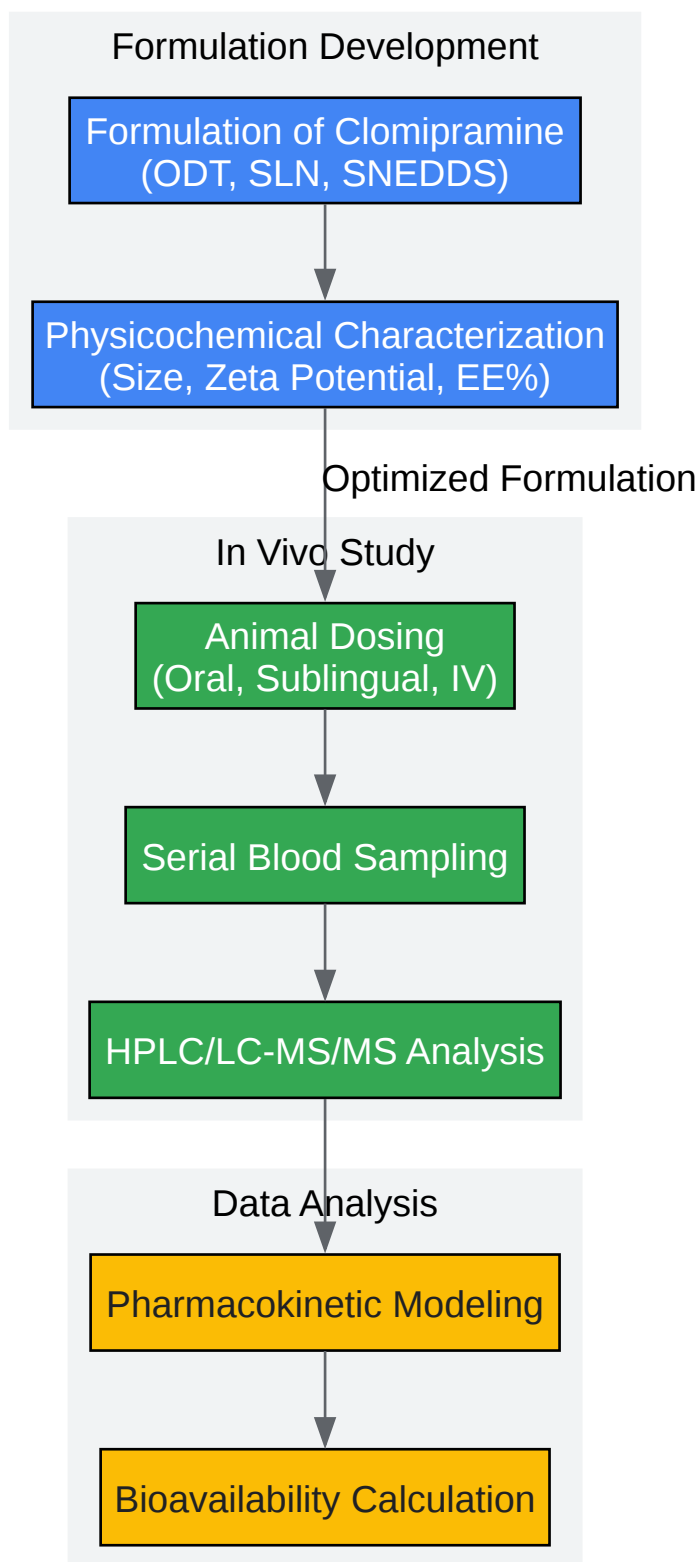 Formulation Development
Formulation of Clomipramine
(ODT, SLN, SNEDDS)
Physicochemical Characterization
(Size, Zeta Potential, EE%)
Optimized Formulation
In Vivo Study
Animal Dosing
(Oral, Sublingual, IV)
Serial Blood Sampling
HPLC/LC-MS/MS Analysis
Data Analysis
Pharmacokinetic Modeling
Bioavailability Calculation